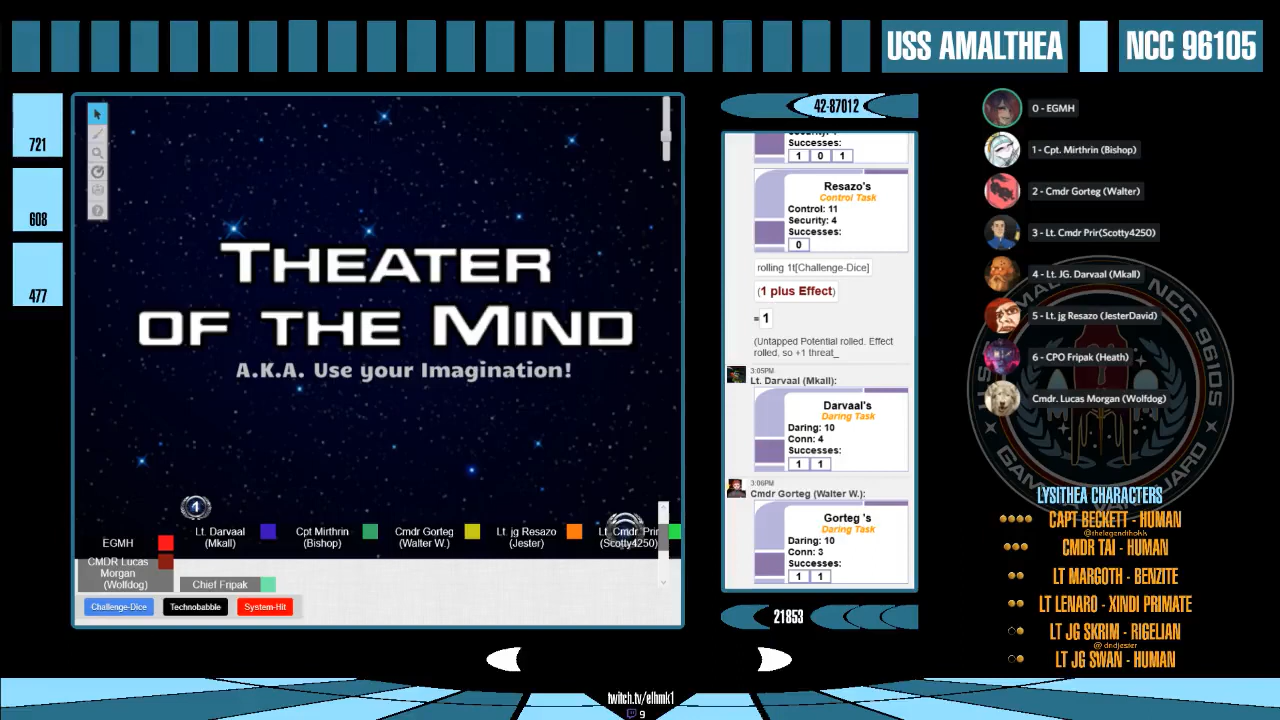 USS AMALTHEA
NCC 96105
721
608
477
THEATER
OF THE MIND
A.K.A. Use your Imagination!
4
EGMH
Lt. Darvaal
(Mkall)
Cpt Mirthrin
(Bishop)
Cmdr Gorteg
(Walter W.)
Lt. jg Resazo
(Jester)
Lt. Cmdr Prir
(Scotty4250)
CMDR Lucas
Morgan
(Wolfdog)
Chief Fripak
Challenge-Dice
Technobabble
System-Hit
42-87012
Successes:
1 0 1
Resazo's
Control Task
Control: 11
Security: 4
Successes:
0
rolling 1t[Challenge-Dice]
(1 plus Effect)
= 1
(Untapped Potential rolled. Effect
rolled, so +1 threat_
3:05PM
Lt. Darvaal (Mkall):
Darvaal's
Daring Task
Daring: 10
Conn: 4
Successes:
1 1
3:06PM
Cmdr Gorteg (Walter W.):
Gorteg 's
Daring Task
Daring: 10
Conn: 3
Successes:
1 1
21853
0 - EGMH
1 - Cpt. Mirthrin (Bishop)
2 - Cmdr Gorteg (Walter)
3 - Lt. Cmdr Prir(Scotty4250)
4 - Lt. JG. Darvaal (Mkall)
5 - Lt. jg Resazo (JesterDavid)
6 - CPO Fripak (Heath)
Cmdr. Lucas Morgan (Wolfdog)
LYSITHEA CHARACTERS
CAPT BECKETT - HUMAN
@thelegendihokk
CMDR TAI - HUMAN
LT MARGOTH - BENZITE
LT LENARO - XINDI PRIMATE
LT JG SKRIM - RIGELIAN
@dndjester
LT JG SWAN - HUMAN
twitch.tv/elhmik1
9